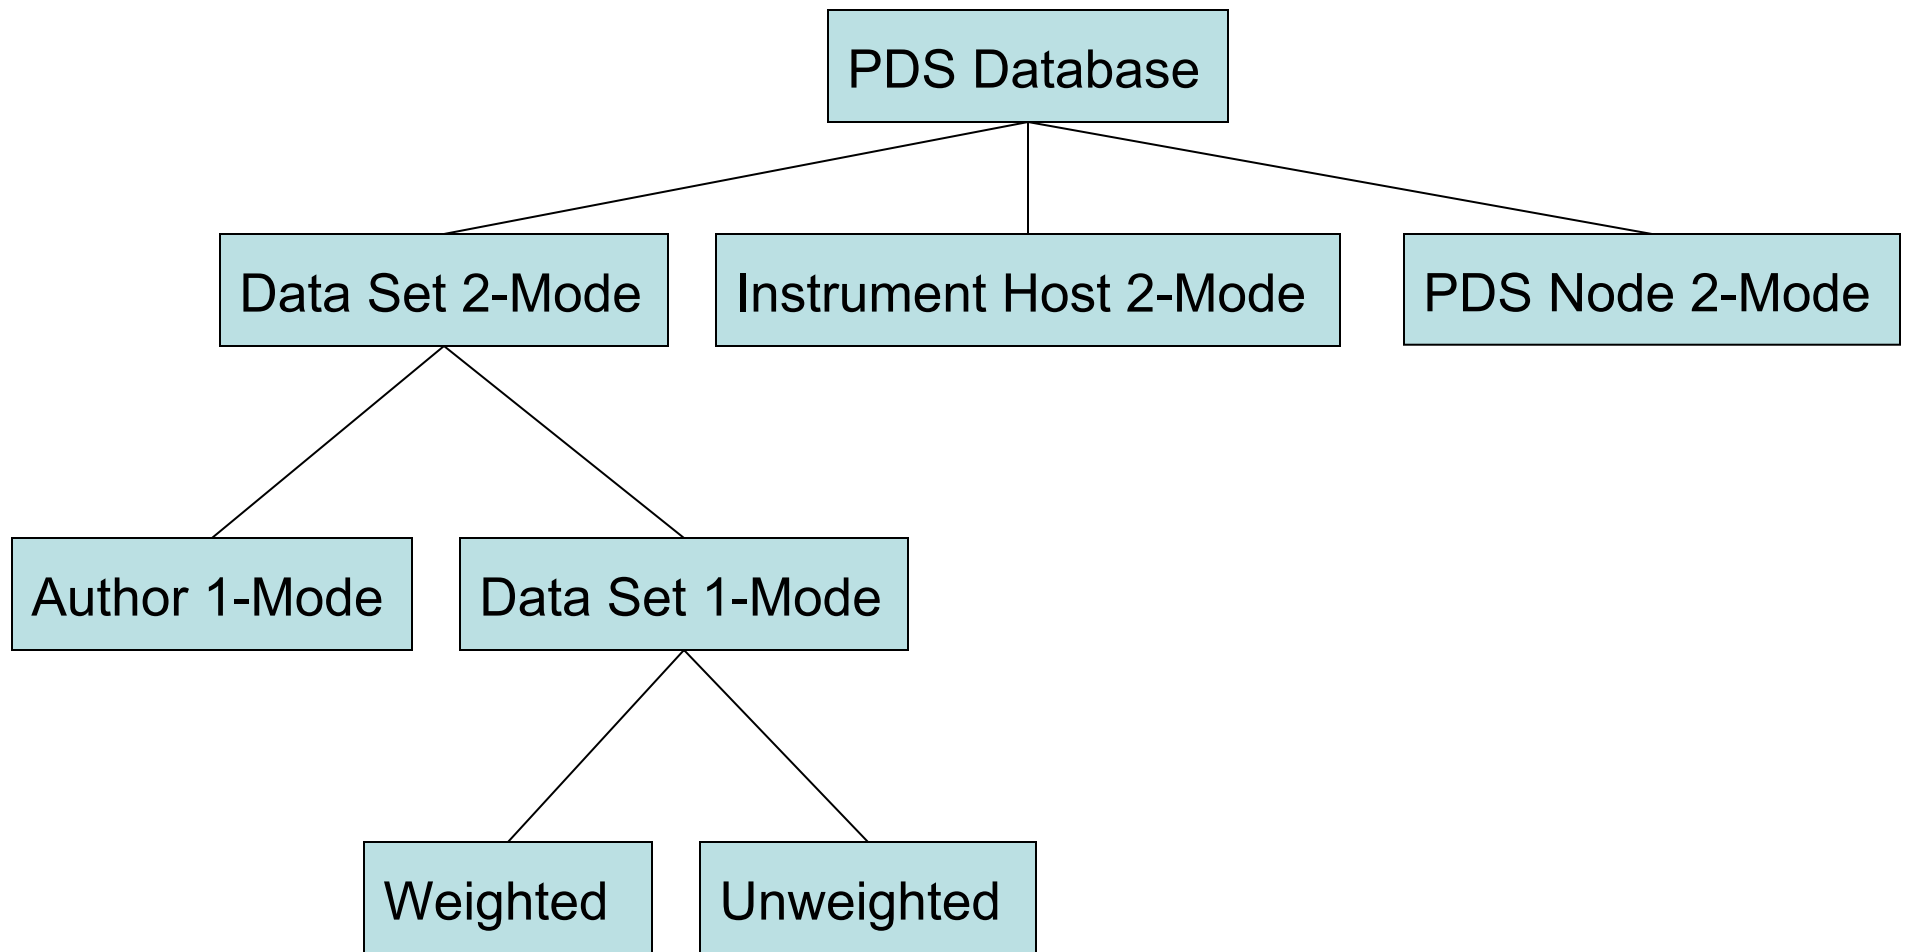 PDS Database
Data Set 2-Mode
Instrument Host 2-Mode
PDS Node 2-Mode
Author 1-Mode
Data Set 1-Mode
Weighted
Unweighted